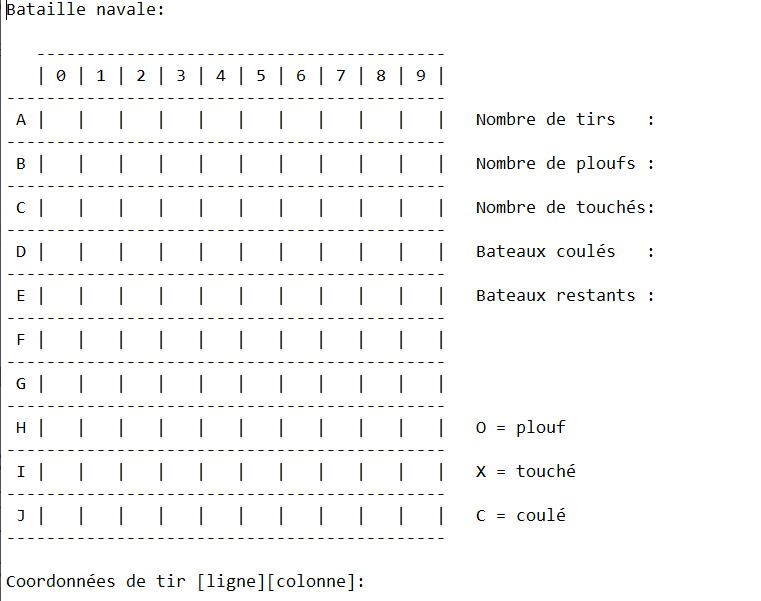 Bataille navale:

   -----------------------------------------
   | 0 | 1 | 2 | 3 | 4 | 5 | 6 | 7 | 8 | 9 |
--------------------------------------------
 A |   |   |   |   |   |   |   |   |   |   |   Nombre de tirs   :
--------------------------------------------
 B |   |   |   |   |   |   |   |   |   |   |   Nombre de ploufs :
--------------------------------------------
 C |   |   |   |   |   |   |   |   |   |   |   Nombre de touchés:
--------------------------------------------
 D |   |   |   |   |   |   |   |   |   |   |   Bateaux coulés   :
--------------------------------------------
 E |   |   |   |   |   |   |   |   |   |   |   Bateaux restants :
--------------------------------------------
 F |   |   |   |   |   |   |   |   |   |   |
--------------------------------------------
 G |   |   |   |   |   |   |   |   |   |   |
--------------------------------------------
 H |   |   |   |   |   |   |   |   |   |   |   O = plouf
--------------------------------------------
 I |   |   |   |   |   |   |   |   |   |   |   X = touché
--------------------------------------------
 J |   |   |   |   |   |   |   |   |   |   |   C = coulé
--------------------------------------------

Coordonnées de tir [ligne][colonne]: